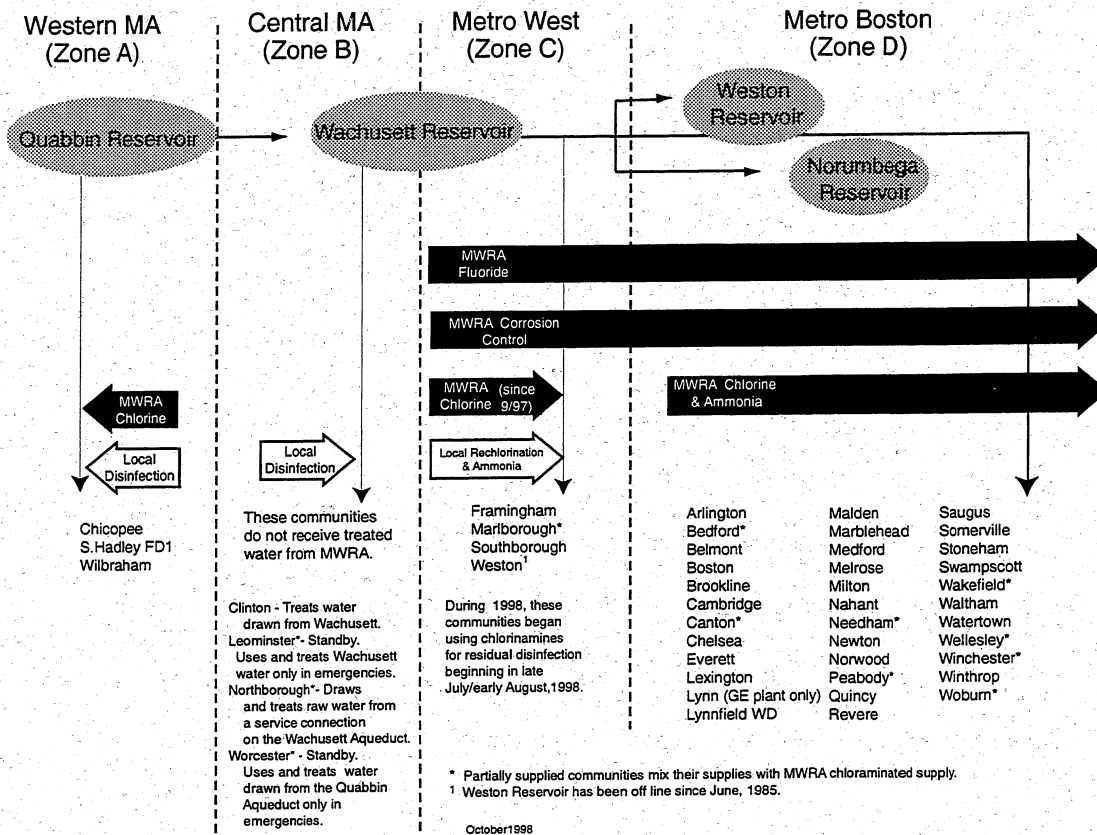 Western MA
(Zone A)
Central MA
(Zone B)
Metro West
(Zone C)
Metro Boston
(Zone D)
Quabbin Reservoir
Wachusett Reservoir
Weston
Reservoir
Norumbega
Reservoir
MWRA
Fluoride
MWRA Corrosion
Control
MWRA
Chlorine
MWRA (since
Chlorine 9/97)
MWRA Chlorine
& Ammonia
Local
Disinfection
Local
Disinfection
Local Rechlorination
& Ammonia
Chicopee
S.Hadley FD1
Wilbraham
These communities
do not receive treated
water from MWRA.
Clinton - Treats water
drawn from Wachusett.
Leominster*- Standby.
Uses and treats Wachusett
water only in emergencies.
Northborough*- Draws
and treats raw water from
a service connection
on the Wachusett Aqueduct.
Worcester* - Standby.
Uses and treats water
drawn from the Quabbin
Aqueduct only in
emergencies.
Framingham
Marlborough*
Southborough
Weston¹
During 1998, these
communities began
using chlorinamines
for residual disinfection
beginning in late
July/early August,1998.
Arlington
Bedford*
Belmont
Boston
Brookline
Cambridge
Canton*
Chelsea
Everett
Lexington
Lynn (GE plant only)
Lynnfield WD
Malden
Marblehead
Medford
Melrose
Milton
Nahant
Needham*
Newton
Norwood
Peabody*
Quincy
Revere
Saugus
Somerville
Stoneham
Swampscott
Wakefield*
Waltham
Watertown
Wellesley*
Winchester*
Winthrop
Woburn*
* Partially supplied communities mix their supplies with MWRA chloraminated supply.
¹ Weston Reservoir has been off line since June, 1985.
October1998